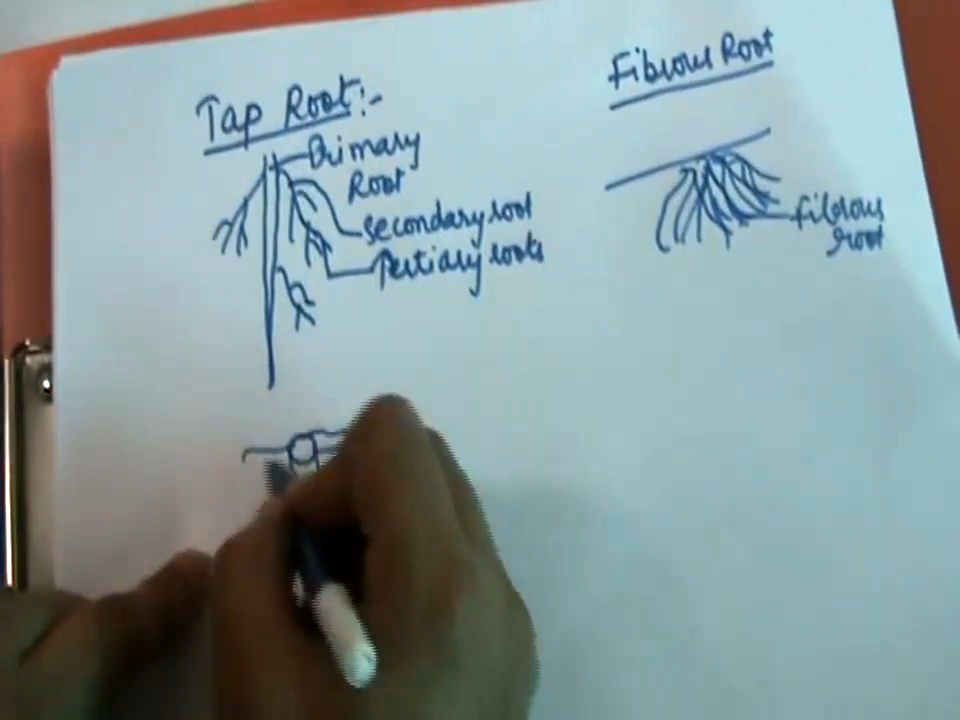 Tap Root:-
Primary
Root
secondary root
Tertiary roots
Fibrous Root
fibrous
root